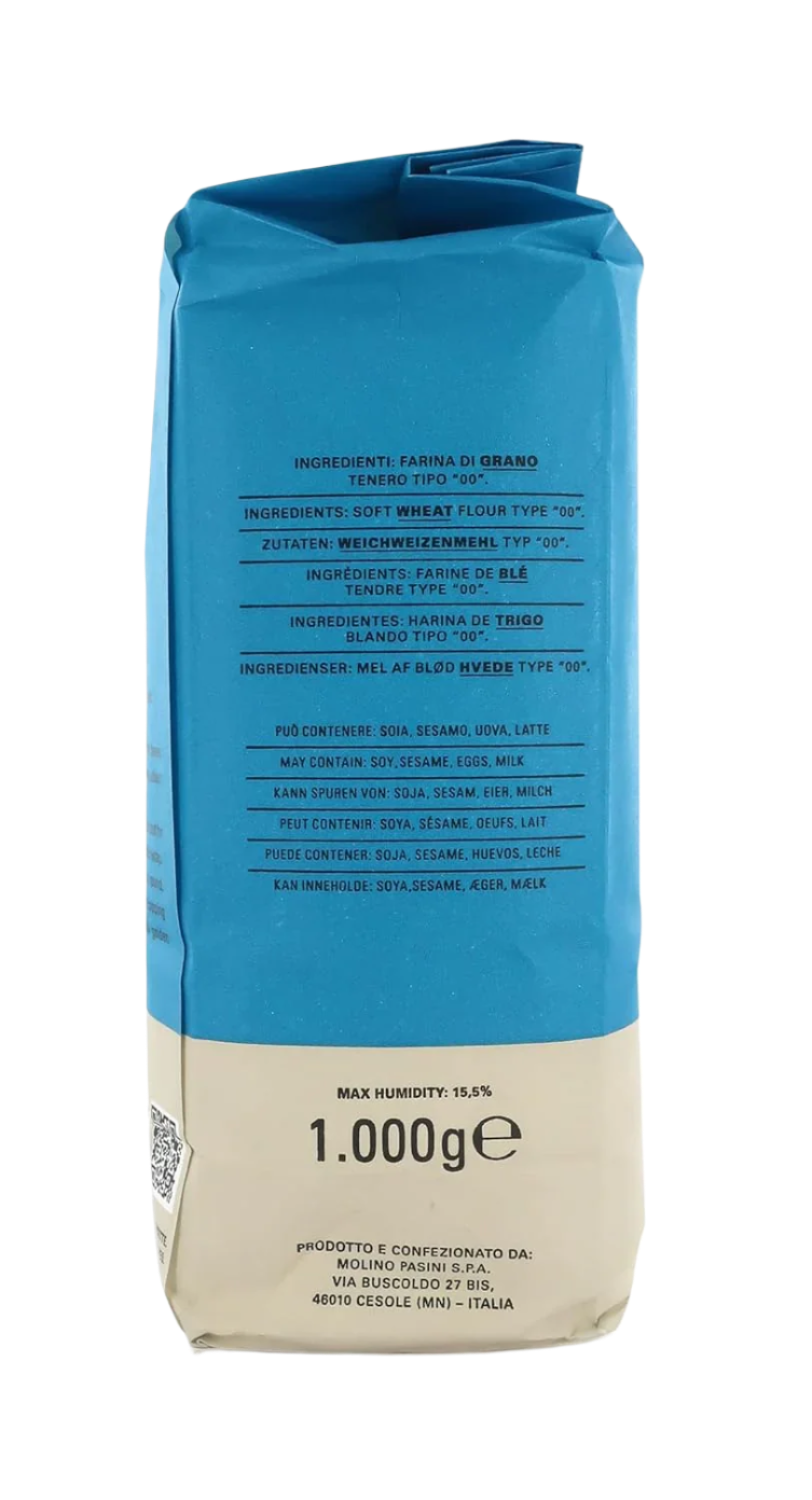 INGREDIENTI: FARINA DI GRANO
TENERO TIPO "00".
INGREDIENTS: SOFT WHEAT FLOUR TYPE "00".
ZUTATEN: WEICHWEIZENMEHL TYP "00".
INGRÉDIENTS: FARINE DE BLÉ
TENDRE TYPE "00".
INGREDIENTES: HARINA DE TRIGO
BLANDO TIPO "00".
INGREDIENSER: MEL AF BLØD HVEDE TYPE "00".
PUÒ CONTENERE: SOIA, SESAMO, UOVA, LATTE
MAY CONTAIN: SOY,SESAME, EGGS, MILK
KANN SPUREN VON: SOJA, SESAM, EIER, MILCH
PEUT CONTENIR: SOYA, SÉSAME, OEUFS, LAIT
PUEDE CONTENER: SOJA, SESAME, HUEVOS, LECHE
KAN INNEHOLDE: SOYA,SESAME, ÆGER, MÆLK
MAX HUMIDITY: 15,5%
1.000g℮
PRODOTTO E CONFEZIONATO DA:
MOLINO PASINI S.P.A.
VIA BUSCOLDO 27 BIS,
46010 CESOLE (MN) – ITALIA